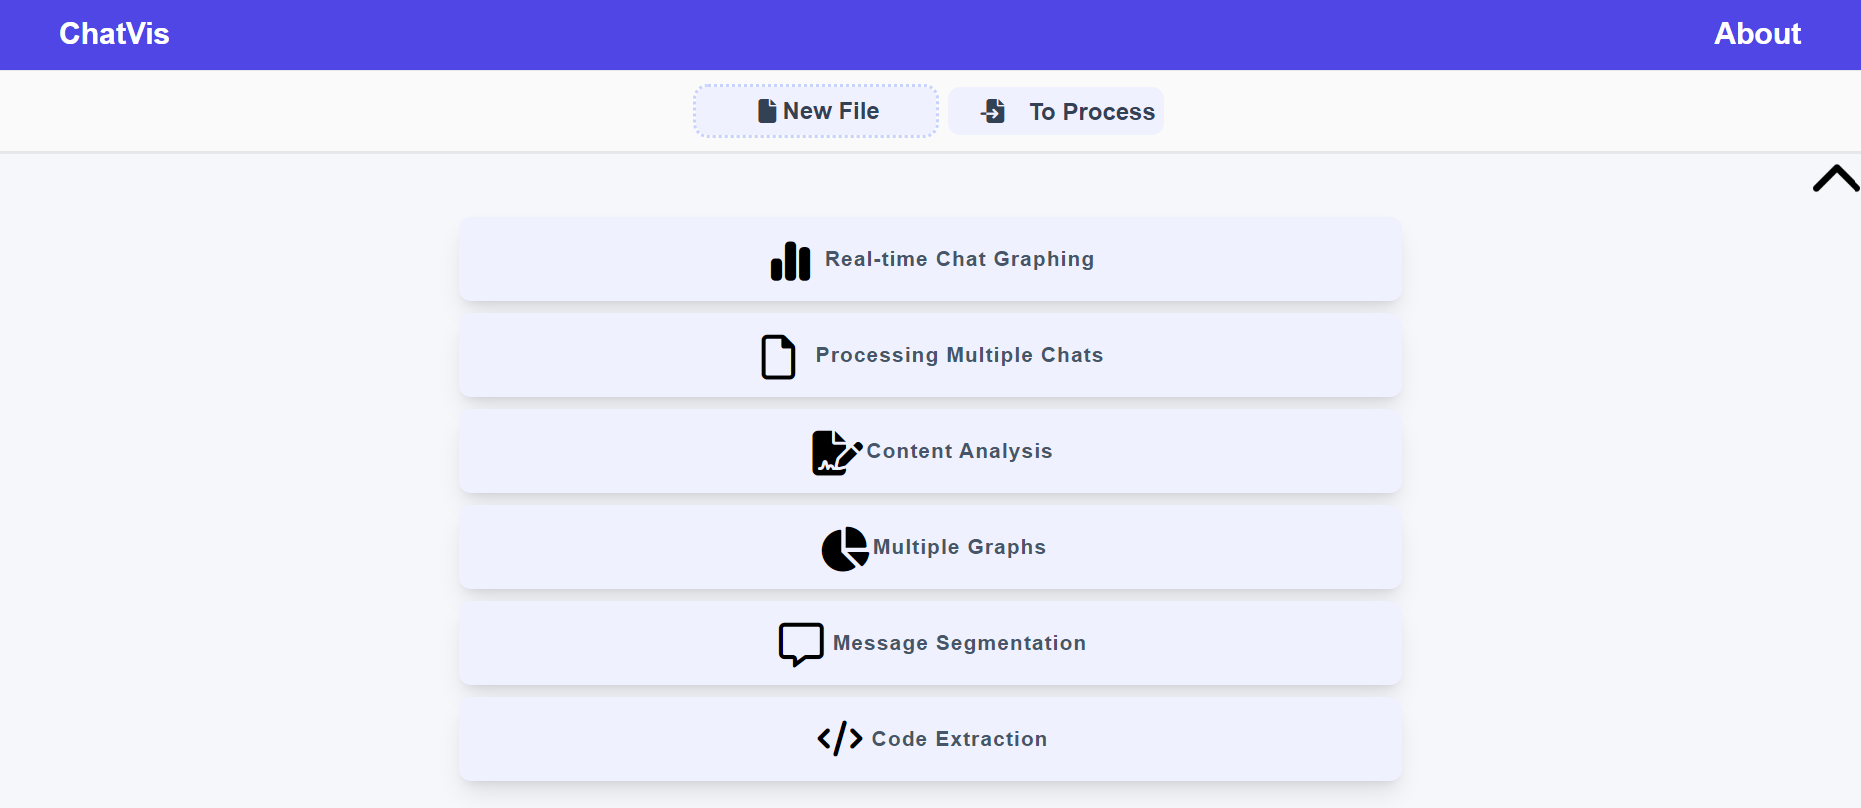 ChatVis About
New File To Process
Real-time Chat Graphing
Processing Multiple Chats
Content Analysis
Multiple Graphs
Message Segmentation
Code Extraction